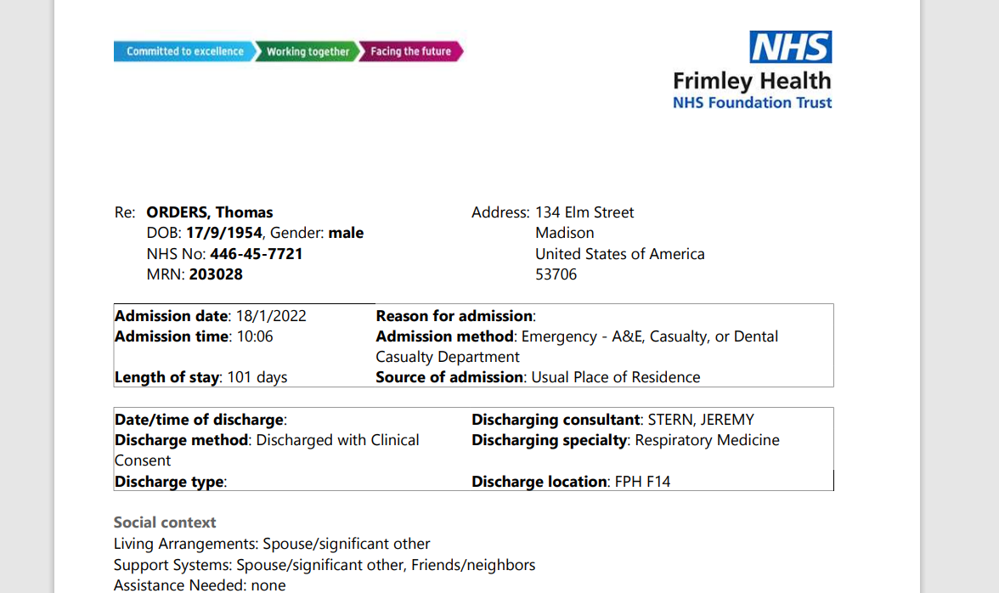 Committed to excellence Working together Facing the future
NHS
Frimley Health
NHS Foundation Trust
Re: ORDERS, Thomas
DOB: 17/9/1954, Gender: male
NHS No: 446-45-7721
MRN: 203028
Address: 134 Elm Street
Madison
United States of America
53706
Admission date: 18/1/2022
Admission time: 10:06
Length of stay: 101 days
Reason for admission:
Admission method: Emergency - A&E, Casualty, or Dental
Casualty Department
Source of admission: Usual Place of Residence
Date/time of discharge:
Discharge method: Discharged with Clinical
Consent
Discharge type:
Discharging consultant: STERN, JEREMY
Discharging specialty: Respiratory Medicine
Discharge location: FPH F14
Social context
Living Arrangements: Spouse/significant other
Support Systems: Spouse/significant other, Friends/neighbors
Assistance Needed: none